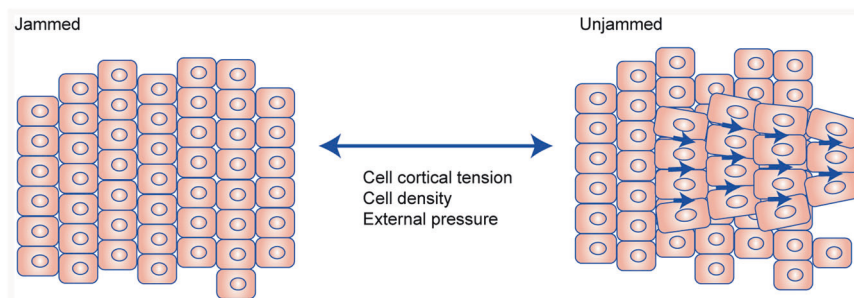 Jammed
Unjammed
Cell cortical tension
Cell density
External pressure